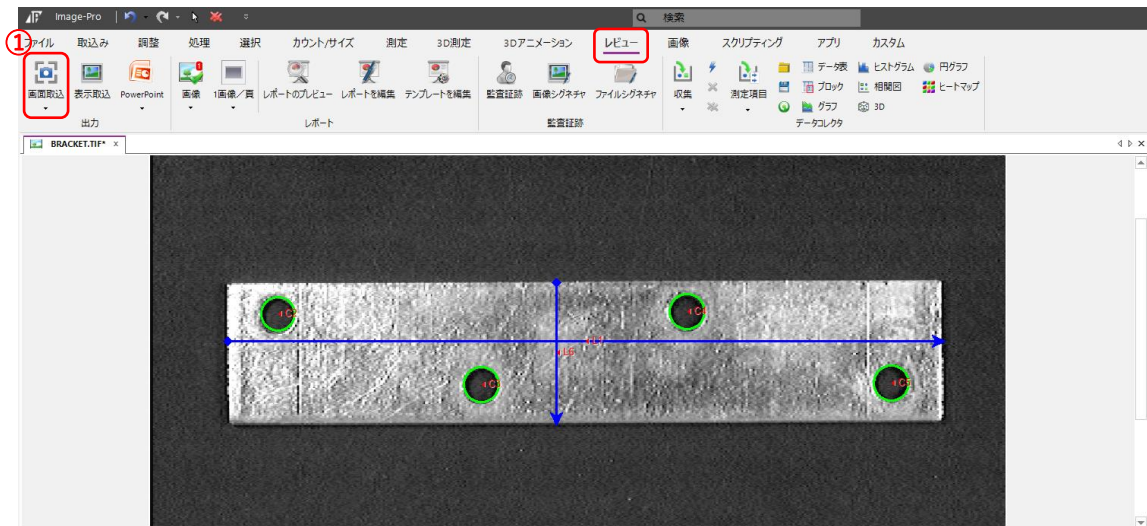 Image-Pro
検索
①
ファイル 取込み 調整 処理 選択 カウント/サイズ 測定 3D測定 3Dアニメーション レビュー 画像 スクリプティング アプリ カスタム
画面取込 表示取込 PowerPoint 画像 1画像/頁 レポートのプレビュー レポートを編集 テンプレートを編集 監査証跡 画像シグネチャ ファイルシグネチャ 収集 測定項目
データ表 ヒストグラム 円グラフ
ブロック 相関図 ヒートマップ
グラフ 3D
出力 レポート 監査証跡 データコレクタ
BRACKET.TIF*
L6